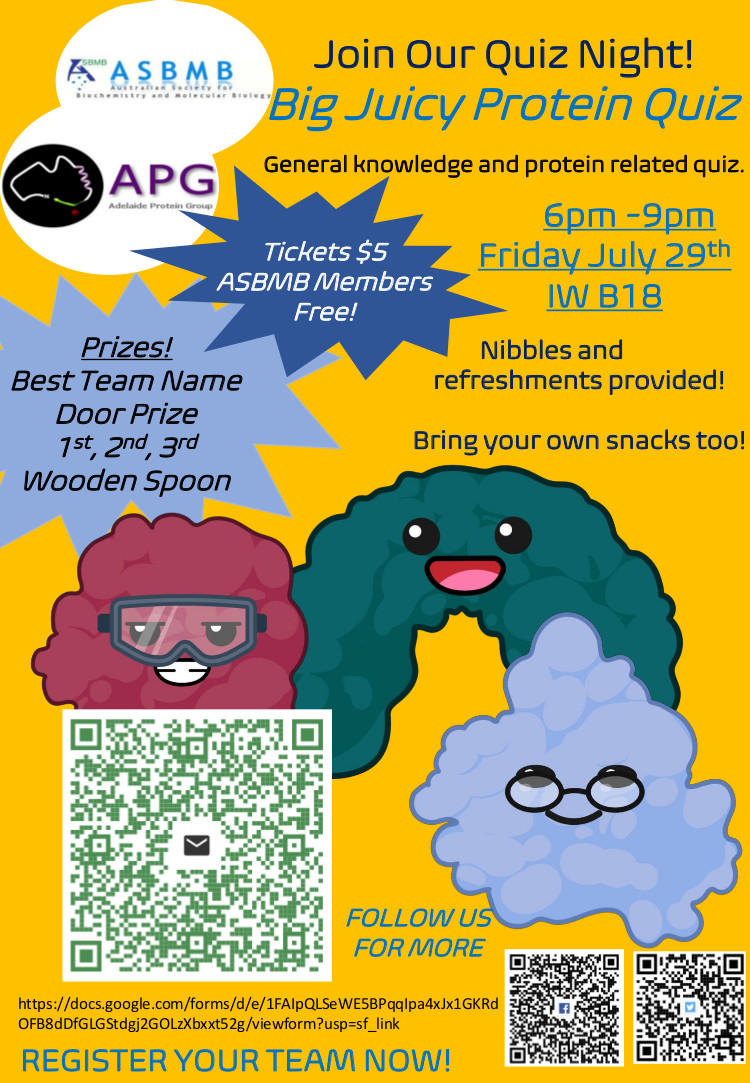 SBMB
ASBMB
Australian Society for
Biochemistry and Molecular Biology
Join Our Quiz Night!
Big Juicy Protein Quiz
General knowledge and protein related quiz.
APG
Adelaide Protein Group
6pm -9pm
Friday July 29th
IW B18
Tickets $5
ASBMB Members
Free!
Prizes!
Best Team Name
Door Prize
1st, 2nd, 3rd
Wooden Spoon
Nibbles and
refreshments provided!
Bring your own snacks too!
FOLLOW US
FOR MORE
https://docs.google.com/forms/d/e/1FAIpQLSeWE5BPqqIpa4xJx1GKRd
OFB8dDfGLGStdgj2GOLzXbxxt52g/viewform?usp=sf_link
REGISTER YOUR TEAM NOW!